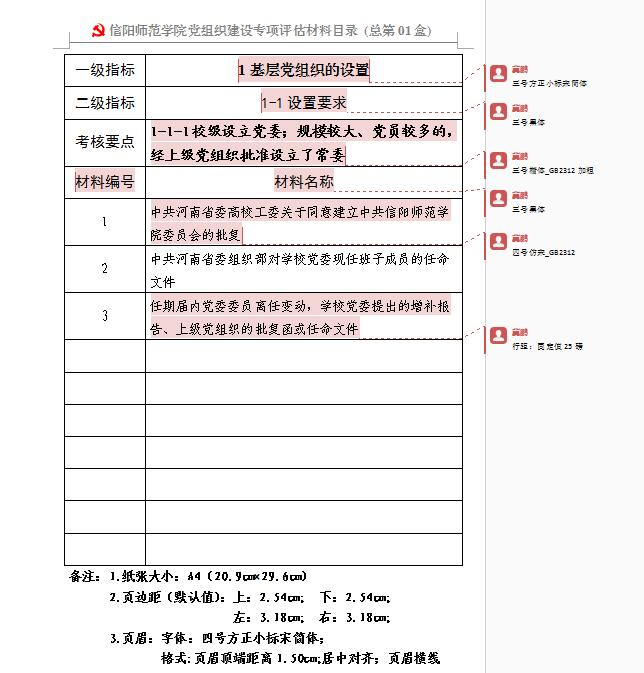 信阳师范学院党组织建设专项评估材料目录（总第 01 盒）
一级指标
1 基层党组织的设置
二级指标
1-1 设置要求
考核要点
1-1-1 校级设立党委；规模较大、党员较多的，
经上级党组织批准设立了常委
材料编号
材料名称
1
中共河南省委高校工委关于同意建立中共信阳师范学
院委员会的批复
2
中共河南省委组织部对学校党委现任班子成员的任命
文件
3
任期届内党委委员离任变动，学校党委提出的增补报
告、上级党组织的批复函或任命文件
备注：1.纸张大小：A4（20.9cm×29.6cm）
2.页边距（默认值）：上：2.54cm； 下：2.54cm；
左：3.18cm； 右：3.18cm；
3.页眉：字体：四号方正小标宋简体；
格式：页眉顶端距离 1.50cm;居中对齐；页眉横线
三号方正小标宋简体
三号黑体
三号楷体_GB2312 加粗
三号黑体
四号仿宋_GB2312
行距：固定值 25 磅